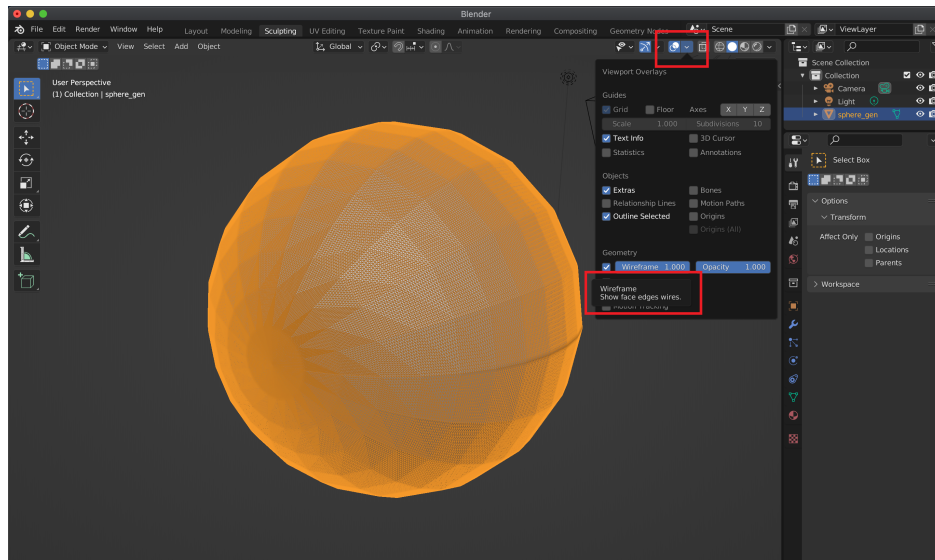 Blender
File Edit Render Window Help Layout Modeling Sculpting UV Editing Texture Paint Shading Animation Rendering Compositing Geometry Nodes Scene ViewLayer
Object Mode View Select Add Object Global
User Perspective
(1) Collection | sphere_gen
Viewport Overlays
Guides
Grid Floor Axes X Y Z
Scale 1.000 Subdivisions 10
Text Info 3D Cursor
Statistics Annotations
Objects
Extras Bones
Relationship Lines Motion Paths
Outline Selected Origins
Origins (All)
Geometry
Wireframe 1.000 Opacity 1.000
Wireframe
Show face edges wires.
Motion Tracking
Scene Collection
Collection
Camera
Light
sphere_gen
Select Box
Options
Transform
Affect Only Origins
Locations
Parents
Workspace